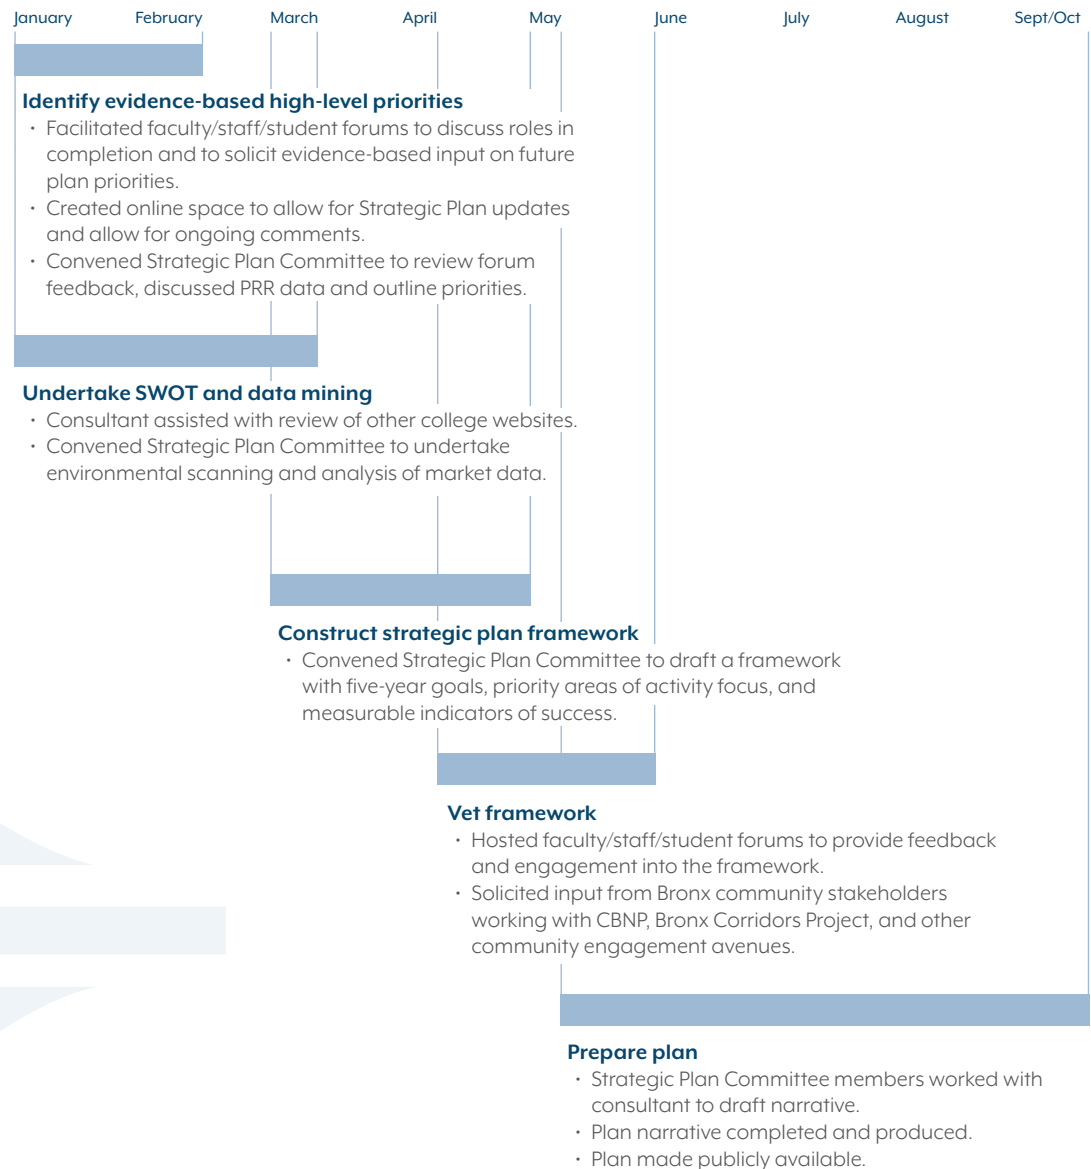 January February March April May June July August Sept/Oct
Identify evidence-based high-level priorities
• Facilitated faculty/staff/student forums to discuss roles in
completion and to solicit evidence-based input on future
plan priorities.
• Created online space to allow for Strategic Plan updates
and allow for ongoing comments.
• Convened Strategic Plan Committee to review forum
feedback, discussed PRR data and outline priorities.
Undertake SWOT and data mining
• Consultant assisted with review of other college websites.
• Convened Strategic Plan Committee to undertake
environmental scanning and analysis of market data.
Construct strategic plan framework
• Convened Strategic Plan Committee to draft a framework
with five-year goals, priority areas of activity focus, and
measurable indicators of success.
Vet framework
• Hosted faculty/staff/student forums to provide feedback
and engagement into the framework.
• Solicited input from Bronx community stakeholders
working with CBNP, Bronx Corridors Project, and other
community engagement avenues.
Prepare plan
• Strategic Plan Committee members worked with
consultant to draft narrative.
• Plan narrative completed and produced.
• Plan made publicly available.